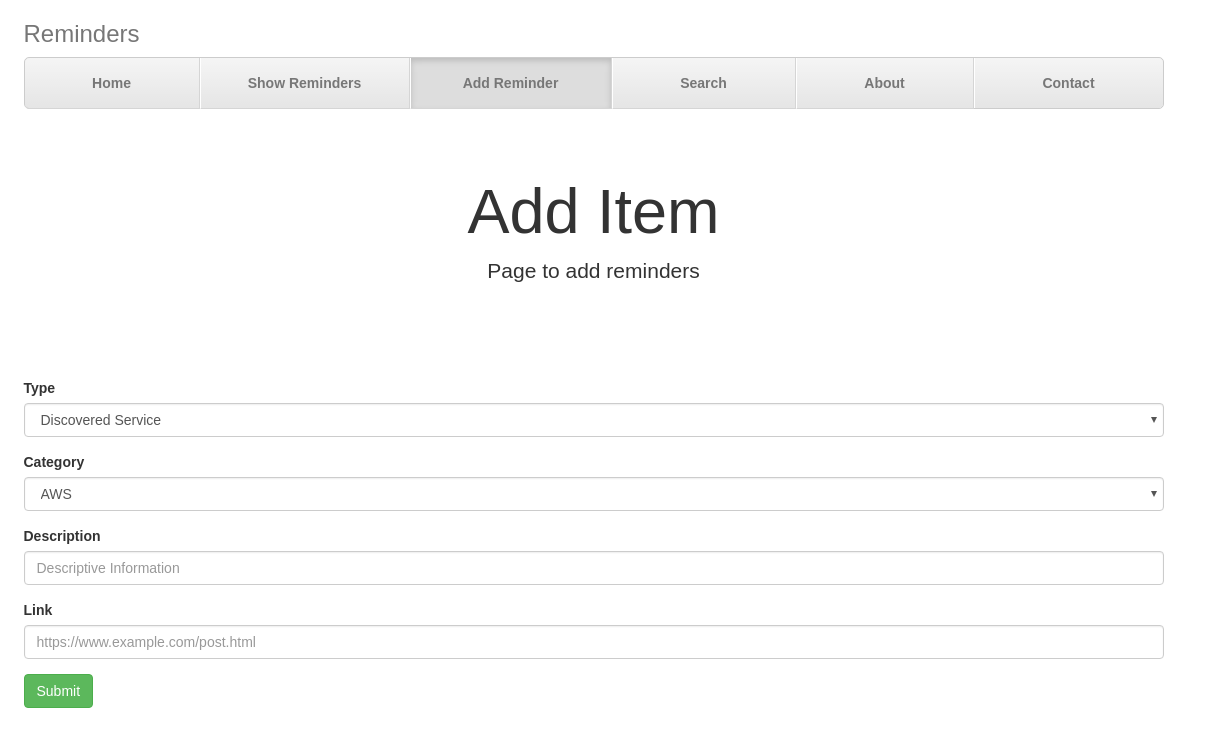 Reminders
Home Show Reminders Add Reminder Search About Contact
Add Item
Page to add reminders
Type
Discovered Service
Category
AWS
Description
Descriptive Information
Link
https://www.example.com/post.html
Submit